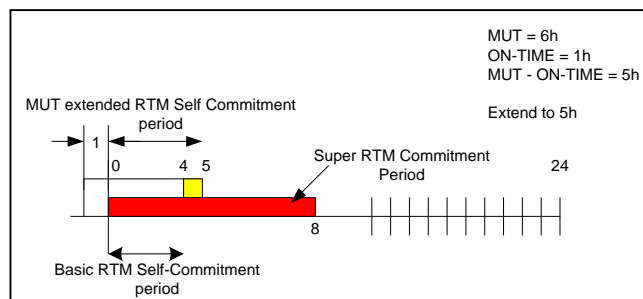 MUT = 6h
ON-TIME = 1h
MUT - ON-TIME = 5h
Extend to 5h
MUT extended RTM Self Commitment
period
1
0
4
5
Super RTM Commitment
Period
24
8
Basic RTM Self-Commitment
period